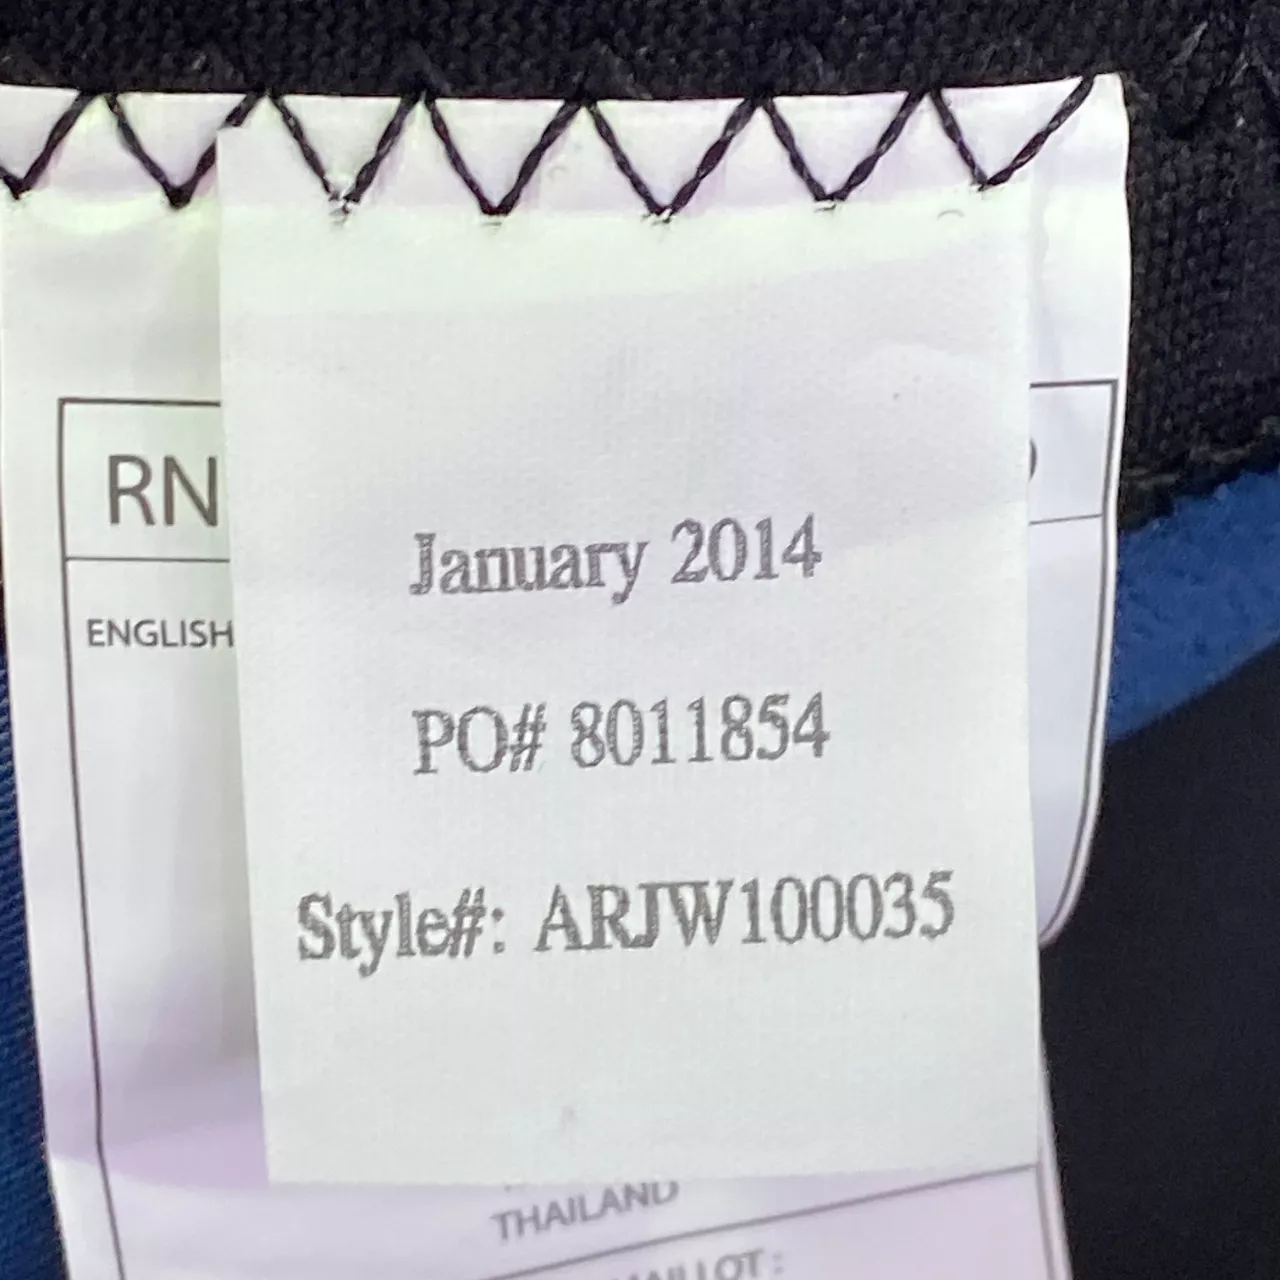 RN
ENGLISH
January 2014
PO# 8011854
Style#: ARJW100035
THAILAND